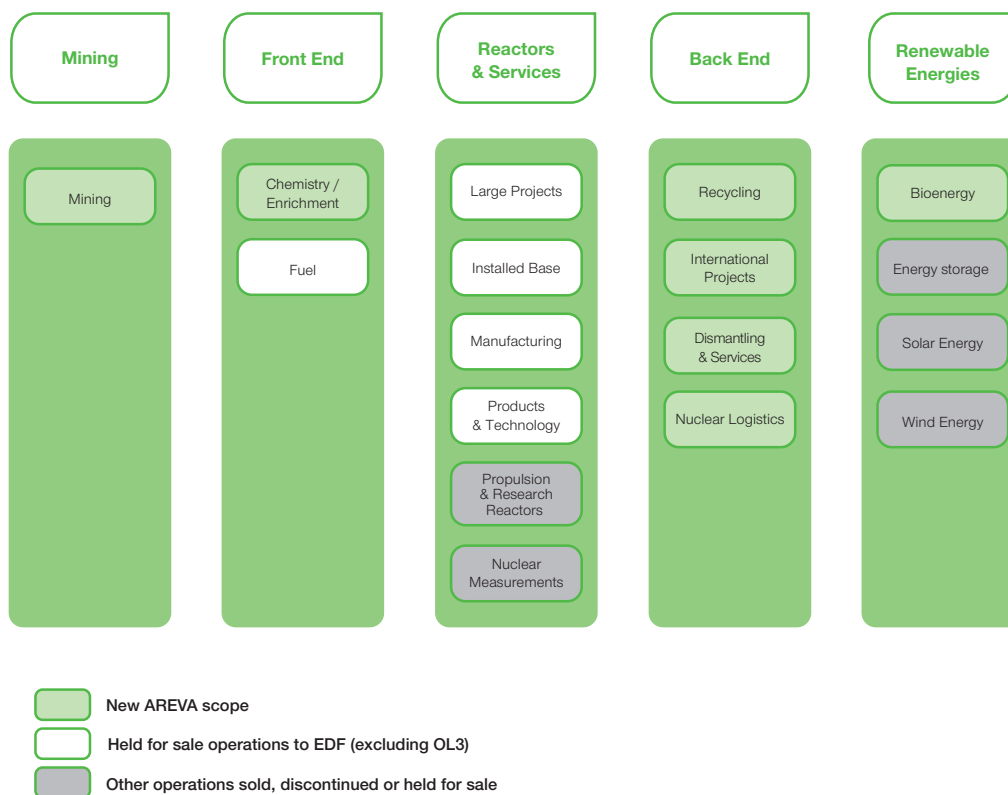 Mining
Front End
Reactors
& Services
Back End
Renewable
Energies
Mining
Chemistry /
Enrichment
Fuel
Large Projects
Installed Base
Manufacturing
Products
& Technology
Propulsion
& Research
Reactors
Nuclear
Measurements
Recycling
International
Projects
Dismantling
& Services
Nuclear Logistics
Bioenergy
Energy storage
Solar Energy
Wind Energy
New AREVA scope
Held for sale operations to EDF (excluding OL3)
Other operations sold, discontinued or held for sale